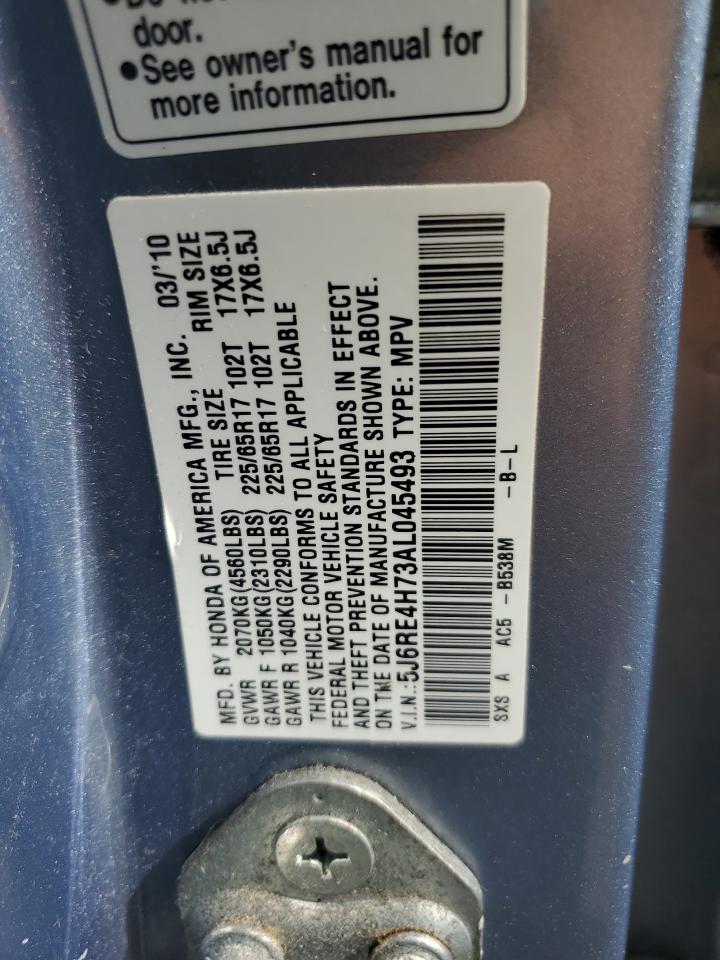 door.
●See owner's manual for
more information.
MFD. BY HONDA OF AMERICA MFG., INC. 03/'10
GVWR 2070KG(4560LBS) TIRE SIZE RIM SIZE
GAWR F 1050KG(2310LBS) 225/65R17 102T 17X6.5J
GAWR R 1040KG(2290LBS) 225/65R17 102T 17X6.5J
THIS VEHICLE CONFORMS TO ALL APPLICABLE
FEDERAL MOTOR VEHICLE SAFETY
AND THEFT PREVENTION STANDARDS IN EFFECT
ON THE DATE OF MANUFACTURE SHOWN ABOVE.
V.I.N.:5J6RE4H73AL045493 TYPE: MPV
SXS A AC5 -B538M -B-L